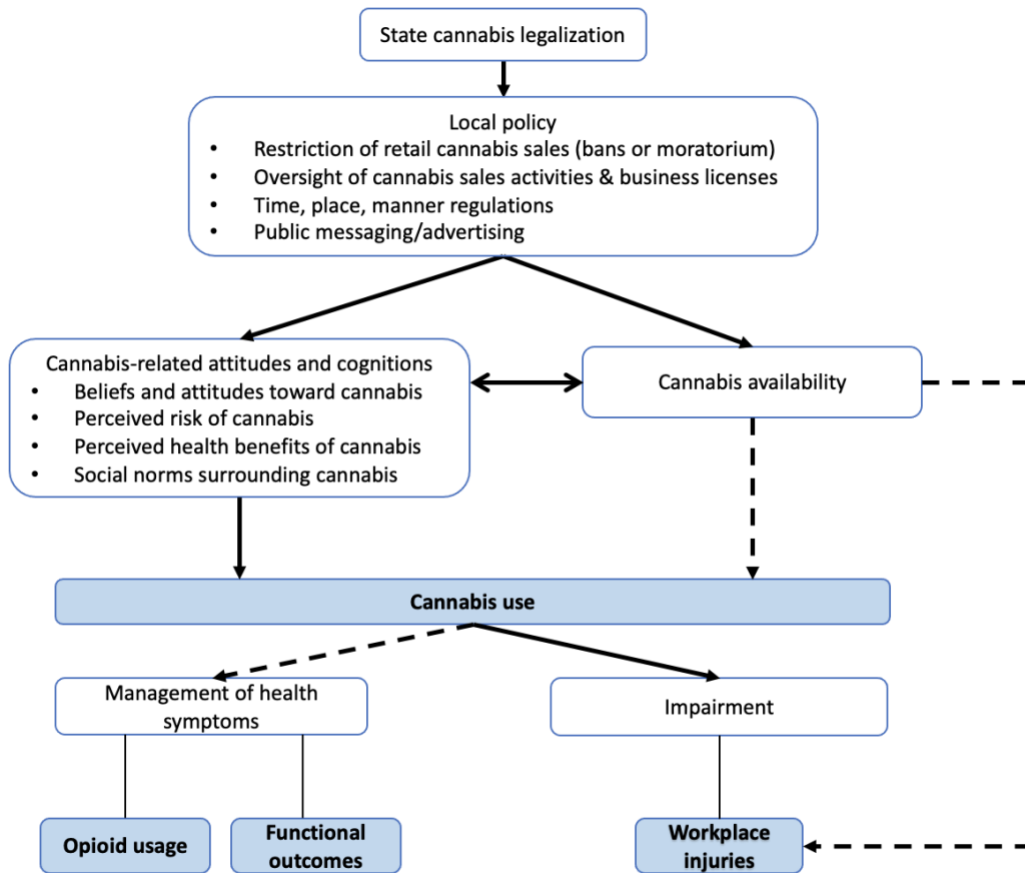 State cannabis legalization
Local policy
• Restriction of retail cannabis sales (bans or moratorium)
• Oversight of cannabis sales activities & business licenses
• Time, place, manner regulations
• Public messaging/advertising
Cannabis-related attitudes and cognitions
• Beliefs and attitudes toward cannabis
• Perceived risk of cannabis
• Perceived health benefits of cannabis
• Social norms surrounding cannabis
Cannabis availability
Cannabis use
Management of health
symptoms
Impairment
Opioid usage
Functional
outcomes
Workplace
injuries